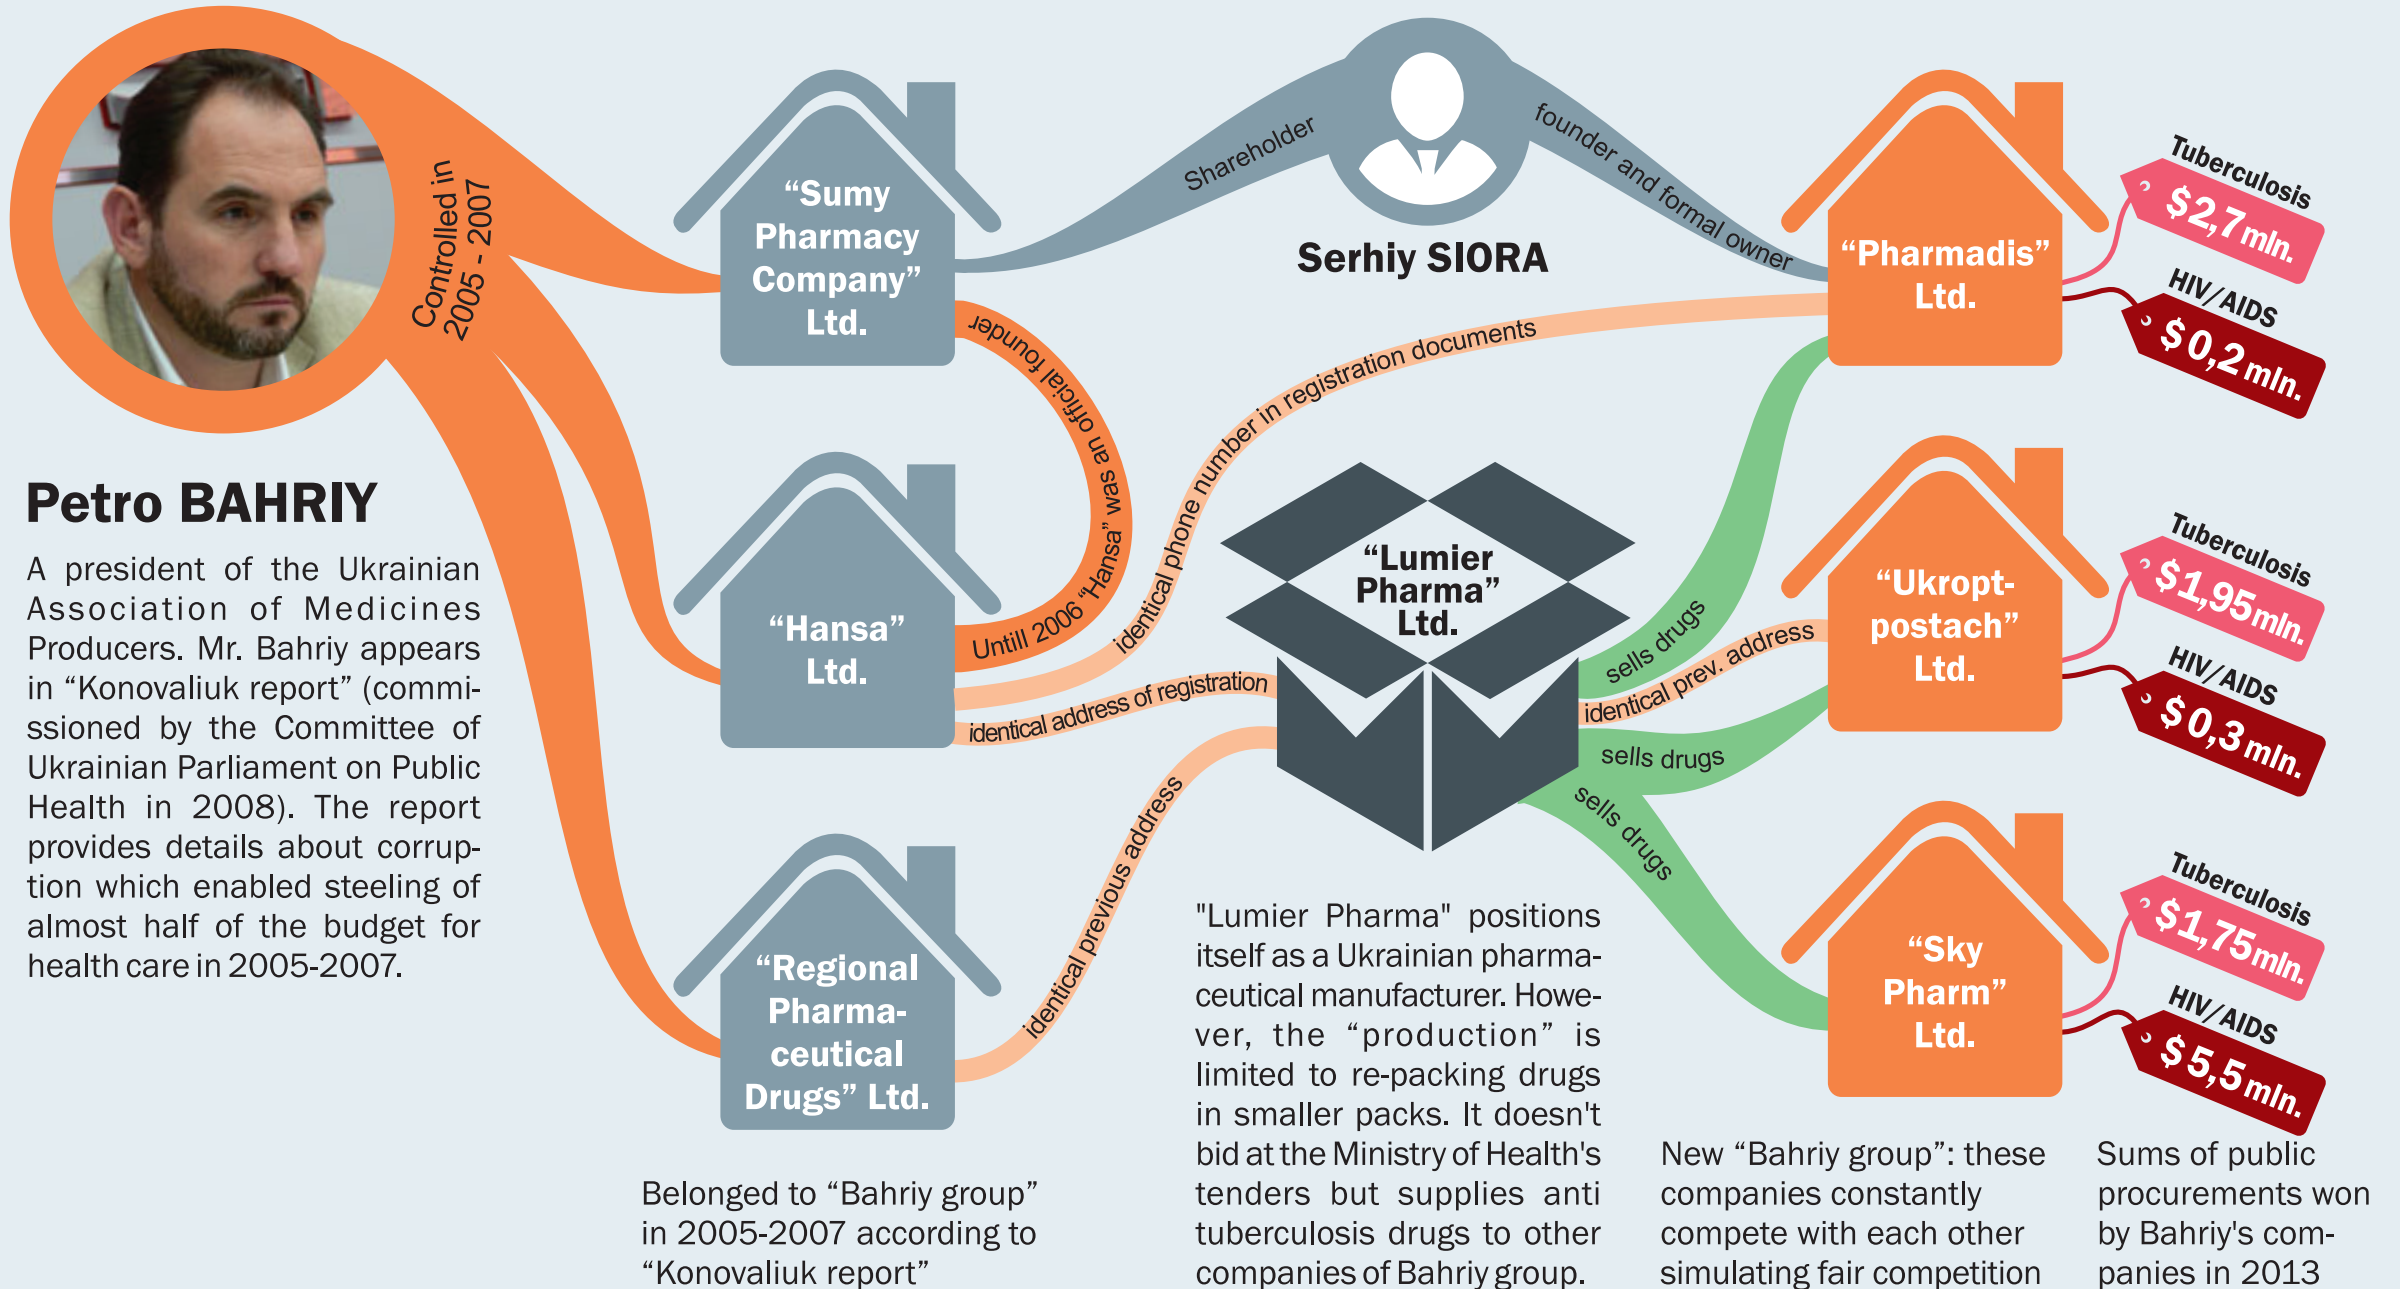 Controlled in
2005 - 2007
Petro BAHRIY
A president of the Ukrainian
Association of Medicines
Producers. Mr. Bahriy appears
in “Konovaliuk report” (commi-
ssioned by the Committee of
Ukrainian Parliament on Public
Health in 2008). The report
provides details about corrup-
tion which enabled steeling of
almost half of the budget for
health care in 2005-2007.
“Sumy
Pharmacy
Company”
Ltd.
“Hansa”
Ltd.
“Regional
Pharma-
ceutical
Drugs” Ltd.
Belonged to “Bahriy group”
in 2005-2007 according to
“Konovaliuk report”
Shareholder
Serhiy SIORA
founder and formal owner
Untill 2006 “Hansa” was an official founder
identical phone number in registration documents
identical address of registration
identical previous address
“Lumier
Pharma”
Ltd.
sells drugs
identical prev. address
sells drugs
sells drugs
"Lumier Pharma" positions
itself as a Ukrainian pharma-
ceutical manufacturer. Howe-
ver, the “production” is
limited to re-packing drugs
in smaller packs. It doesn't
bid at the Ministry of Health's
tenders but supplies anti
tuberculosis drugs to other
companies of Bahriy group.
“Pharmadis”
Ltd.
Tuberculosis
$2,7 mln.
HIV/AIDS
$0,2 mln.
“Ukropt-
postach”
Ltd.
Tuberculosis
$1,95 mln.
HIV/AIDS
$0,3 mln.
“Sky
Pharm”
Ltd.
Tuberculosis
$1,75 mln.
HIV/AIDS
$5,5 mln.
New “Bahriy group”: these
companies constantly
compete with each other
simulating fair competition
Sums of public
procurements won
by Bahriy's com-
panies in 2013